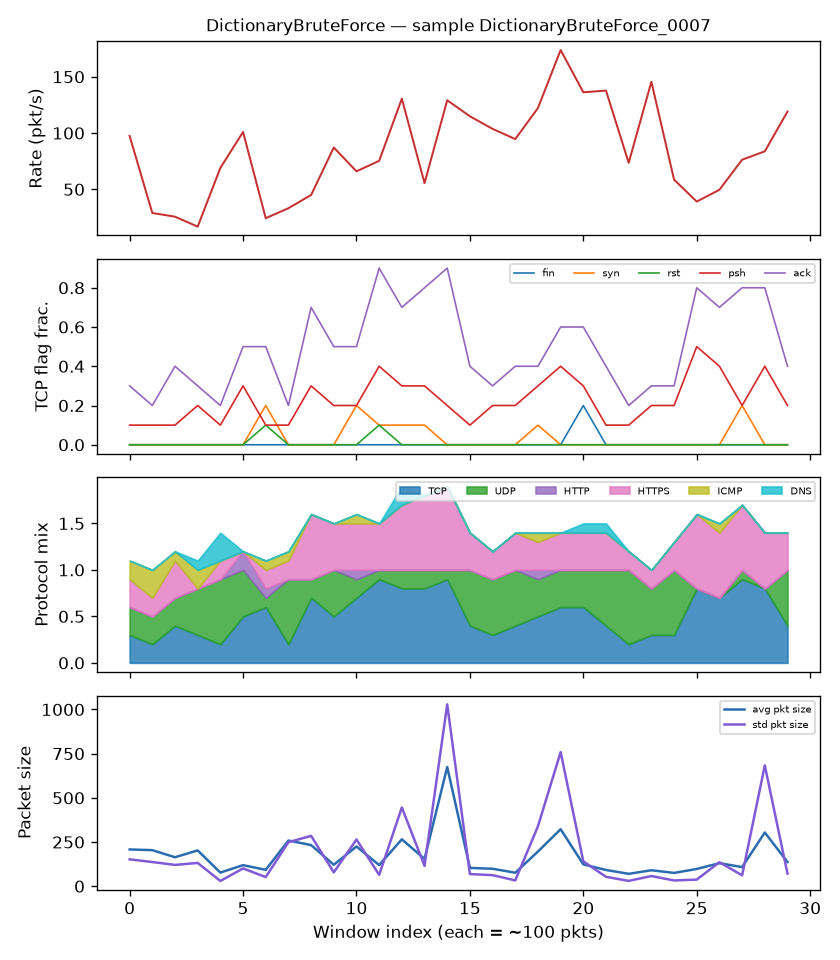 DictionaryBruteForce — sample DictionaryBruteForce_0007
Rate (pkt/s)
150
100
50
TCP flag frac.
0.8
0.6
0.4
0.2
0.0
fin syn rst psh ack
Protocol mix
1.5
1.0
0.5
0.0
TCP UDP HTTP HTTPS ICMP DNS
Packet size
1000
750
500
250
0
avg pkt size
std pkt size
0 5 10 15 20 25 30
Window index (each = ~100 pkts)